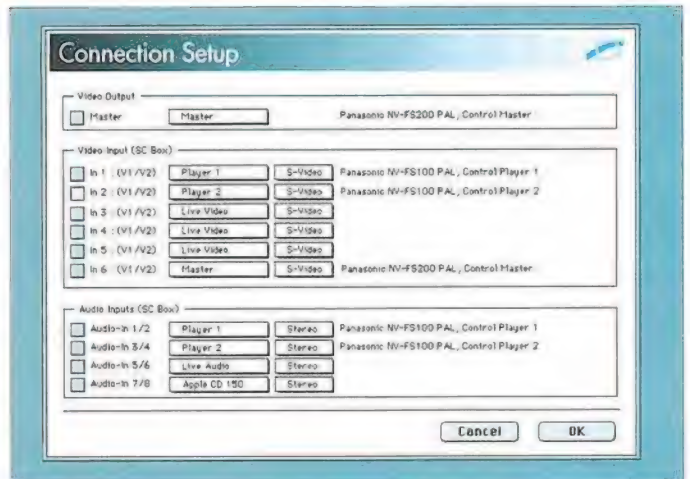 Connection Setup
Video Output
Master Master Panasonic NV-FS200 PAL, Control Master
Video Input (SC Box)
In 1 : (V1/V2) Player 1 S-Video Panasonic NV-FS100 PAL, Control Player 1
In 2 : (V1/V2) Player 2 S-Video Panasonic NV-FS100 PAL, Control Player 2
In 3 : (V1/V2) Live Video S-Video
In 4 : (V1/V2) Live Video S-Video
In 5 : (V1/V2) Live Video S-Video
In 6 : (V1/V2) Master S-Video Panasonic NV-FS200 PAL, Control Master
Audio Inputs (SC Box)
Audio-In 1/2 Player 1 Stereo Panasonic NV-FS100 PAL, Control Player 1
Audio-In 3/4 Player 2 Stereo Panasonic NV-FS100 PAL, Control Player 2
Audio-In 5/6 Live Audio Stereo
Audio-In 7/8 Apple CD 150 Stereo
Cancel OK